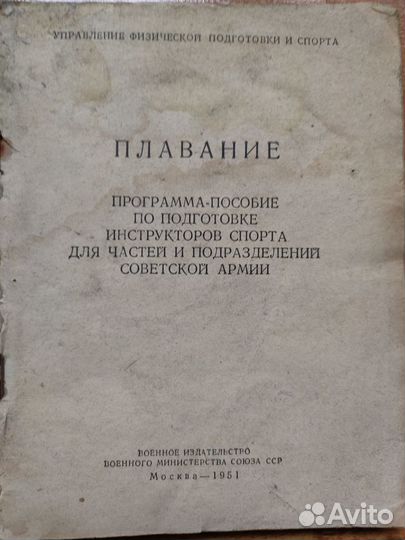 УПРАВЛЕНИЕ ФИЗИЧЕСКОЙ ПОДГОТОВКИ И СПОРТА
ПЛАВАНИЕ
ПРОГРАММА-ПОСОБИЕ
ПО ПОДГОТОВКЕ
ИНСТРУКТОРОВ СПОРТА
ДЛЯ ЧАСТЕЙ И ПОДРАЗДЕЛЕНИЙ
СОВЕТСКОЙ АРМИИ
ВОЕННОЕ ИЗДАТЕЛЬСТВО
ВОЕННОГО МИНИСТЕРСТВА СОЮЗА ССР
Москва — 1951
Avito